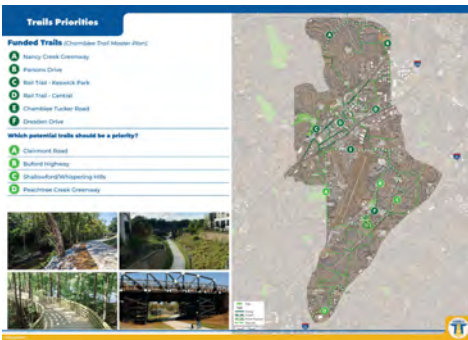 Trails Priorities
Funded Trails (Chamblee Trail Master Plan)
A Nancy Creek Greenway
B Parsons Drive
C Rail Trail - Keswick Park
D Rail Trail - Central
E Chamblee Tucker Road
F Dresden Drive
Which potential trails should be a priority?
A Clairmont Road
B Buford Highway
C Shallowford/Whispering Hills
D Peachtree Creek Greenway